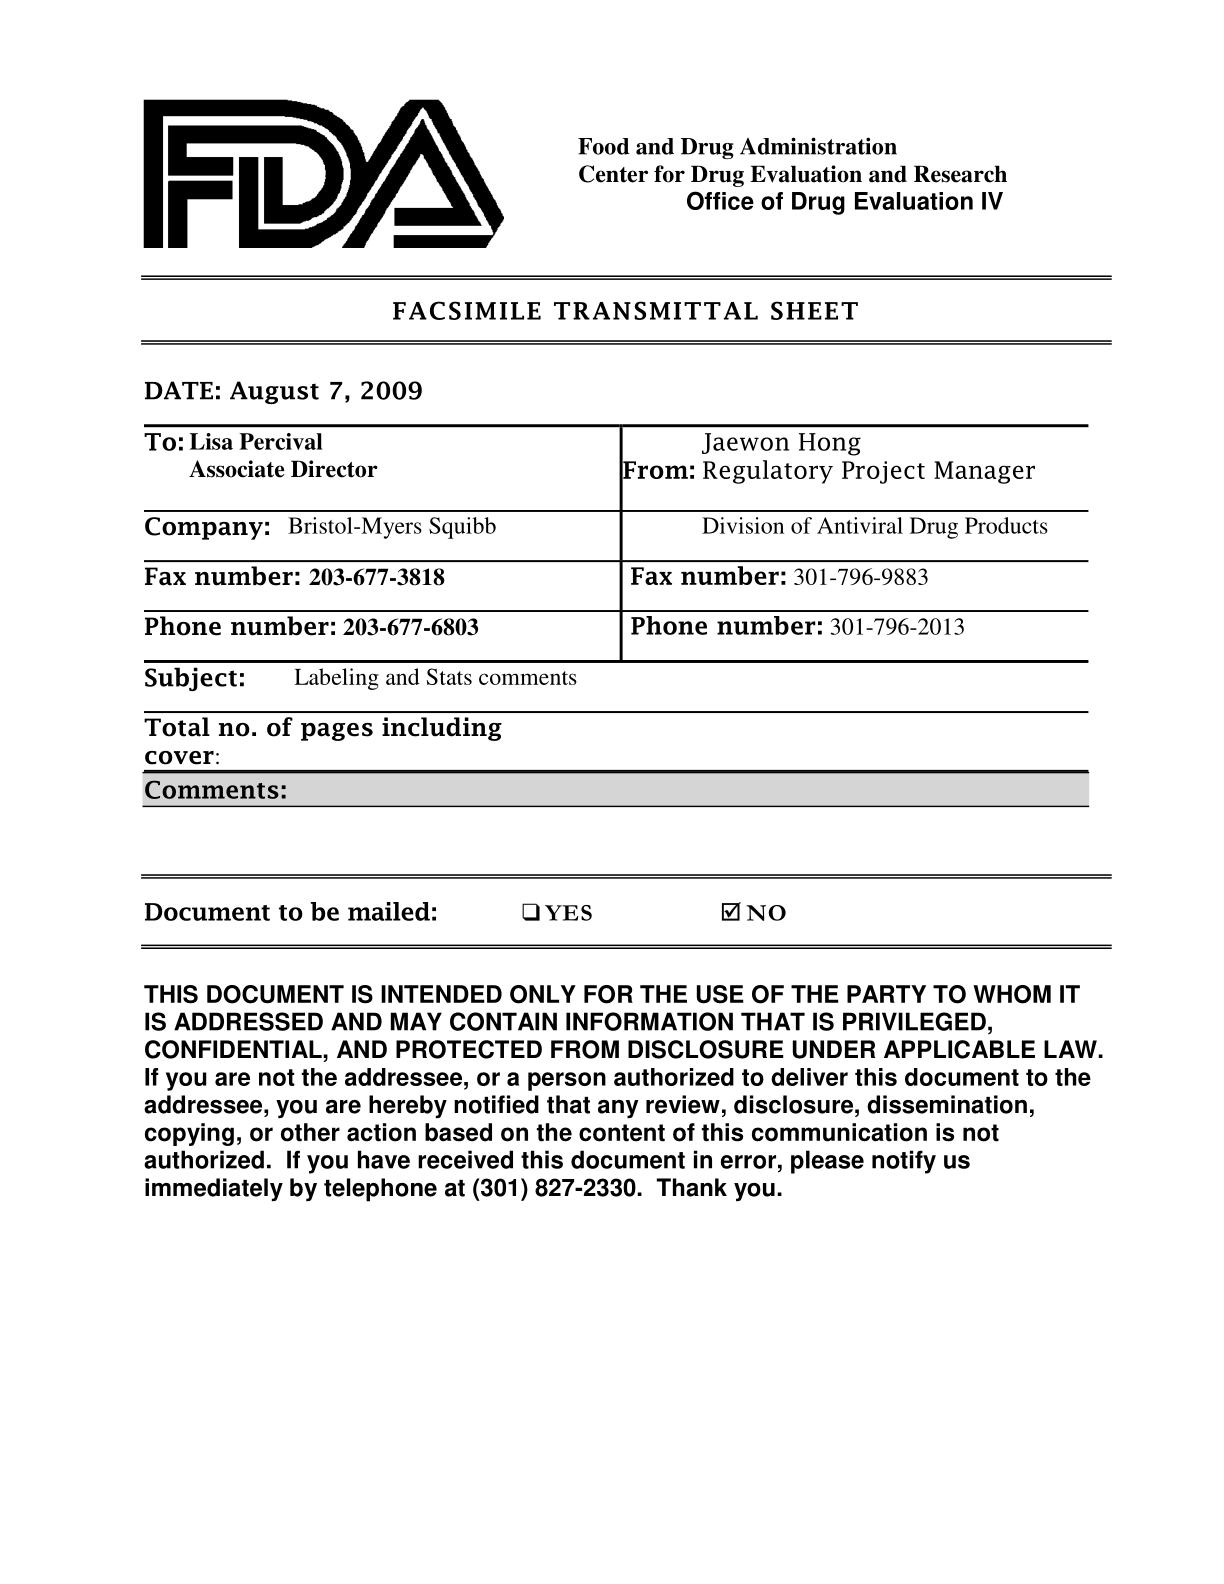 FDA
Food and Drug Administration
Center for Drug Evaluation and Research
Office of Drug Evaluation IV
FACSIMILE TRANSMITTAL SHEET
DATE: August 7, 2009
To: Lisa Percival
Associate Director
Jaewon Hong
From: Regulatory Project Manager
Company: Bristol-Myers Squibb
Division of Antiviral Drug Products
Fax number: 203-677-3818
Fax number: 301-796-9883
Phone number: 203-677-6803
Phone number: 301-796-2013
Subject: Labeling and Stats comments
Total no. of pages including
cover:
Comments:
Document to be mailed: ❑ YES ☑ NO
THIS DOCUMENT IS INTENDED ONLY FOR THE USE OF THE PARTY TO WHOM IT
IS ADDRESSED AND MAY CONTAIN INFORMATION THAT IS PRIVILEGED,
CONFIDENTIAL, AND PROTECTED FROM DISCLOSURE UNDER APPLICABLE LAW.
If you are not the addressee, or a person authorized to deliver this document to the
addressee, you are hereby notified that any review, disclosure, dissemination,
copying, or other action based on the content of this communication is not
authorized.  If you have received this document in error, please notify us
immediately by telephone at (301) 827-2330.  Thank you.